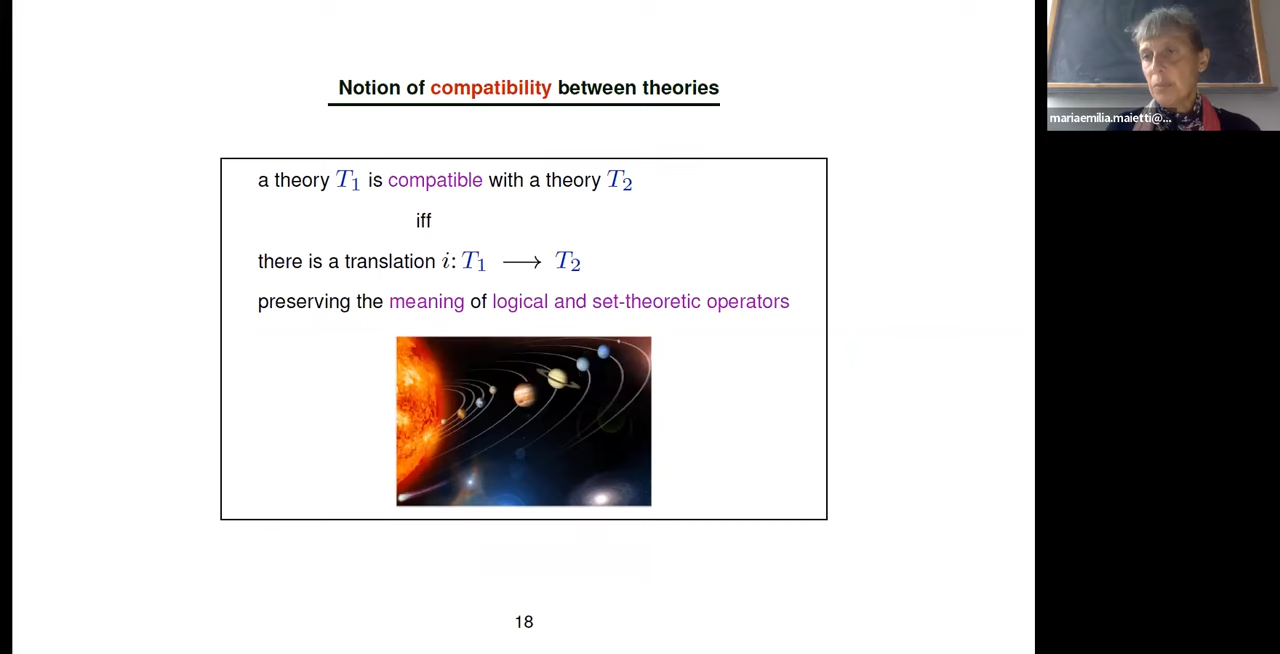 Notion of compatibility between theories
a theory T₁ is compatible with a theory T₂
iff
there is a translation i: T₁ ⟶ T₂
preserving the meaning of logical and set-theoretic operators
18
mariaemilia.maietti@...